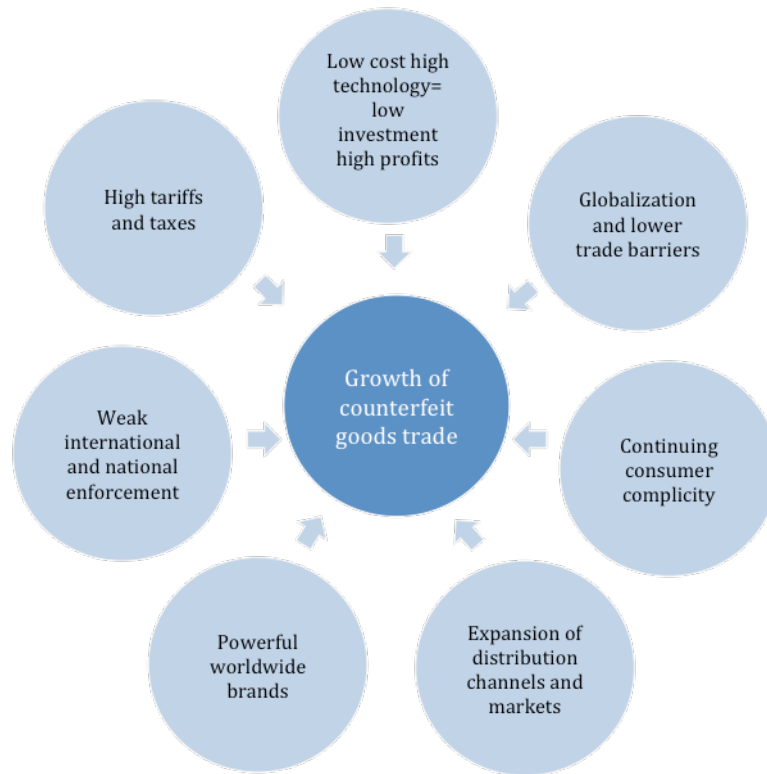 Low cost high
technology=
low
investment
high profits
Globalization
and lower
trade barriers
Continuing
consumer
complicity
Expansion of
distribution
channels and
markets
Powerful
worldwide
brands
Weak
international
and national
enforcement
High tariffs
and taxes
Growth of
counterfeit
goods trade